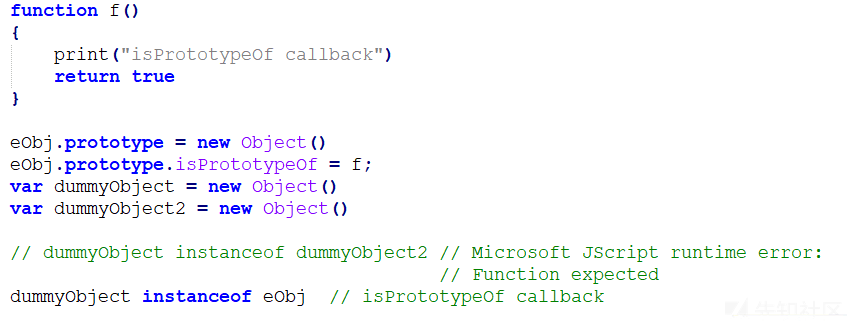 function f()
{
    print("isPrototypeOf callback")
    return true
}
eObj.prototype = new Object()
eObj.prototype.isPrototypeOf = f;
var dummyObject = new Object()
var dummyObject2 = new Object()
// dummyObject instanceof dummyObject2 // Microsoft JScript runtime error:
// Function expected
dummyObject instanceof eObj  // isPrototypeOf callback
先知社区